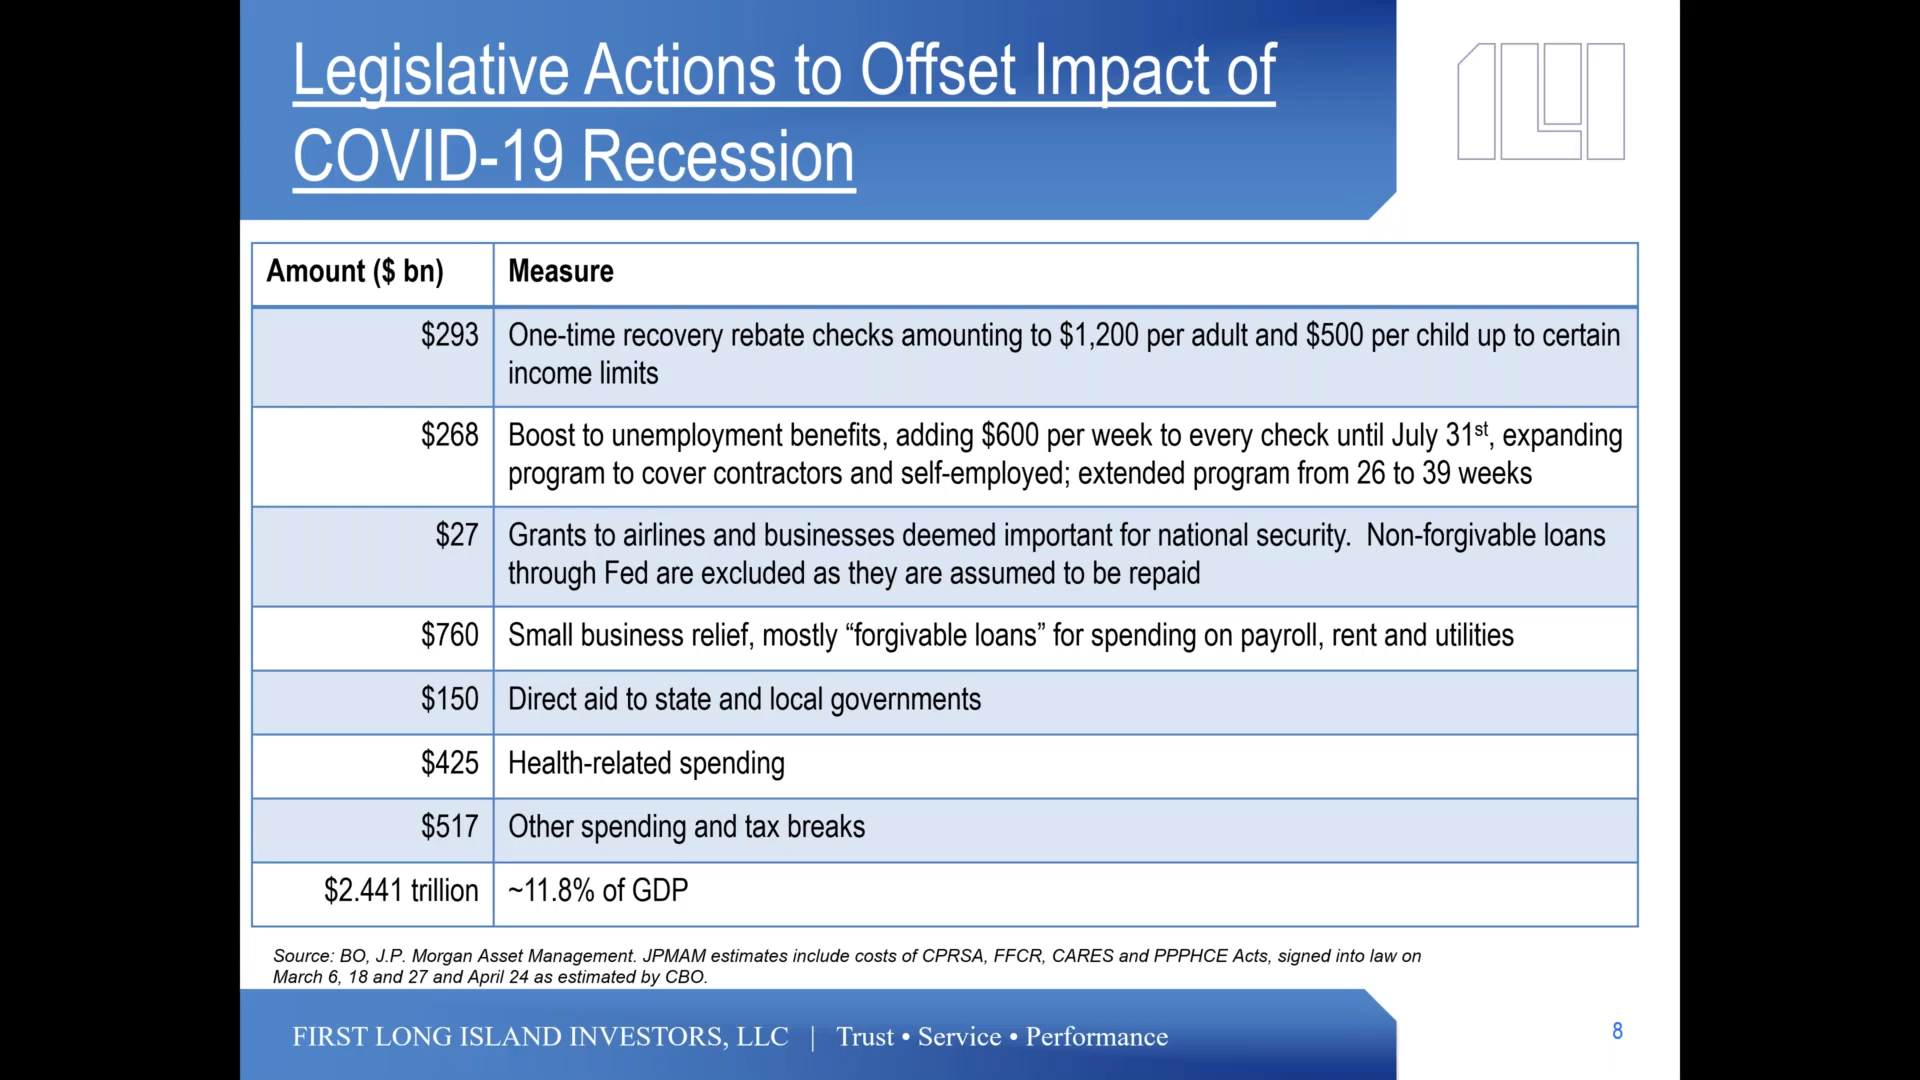 Legislative Actions to Offset Impact of
COVID-19 Recession
Amount ($ bn)
Measure
$293
One-time recovery rebate checks amounting to $1,200 per adult and $500 per child up to certain
income limits
$268
Boost to unemployment benefits, adding $600 per week to every check until July 31st, expanding
program to cover contractors and self-employed; extended program from 26 to 39 weeks
$27
Grants to airlines and businesses deemed important for national security.  Non-forgivable loans
through Fed are excluded as they are assumed to be repaid
$760
Small business relief, mostly “forgivable loans” for spending on payroll, rent and utilities
$150
Direct aid to state and local governments
$425
Health-related spending
$517
Other spending and tax breaks
$2.441 trillion
~11.8% of GDP
Source: BO, J.P. Morgan Asset Management. JPMAM estimates include costs of CPRSA, FFCR, CARES and PPPHCE Acts, signed into law on
March 6, 18 and 27 and April 24 as estimated by CBO.
FIRST LONG ISLAND INVESTORS, LLC | Trust • Service • Performance
8